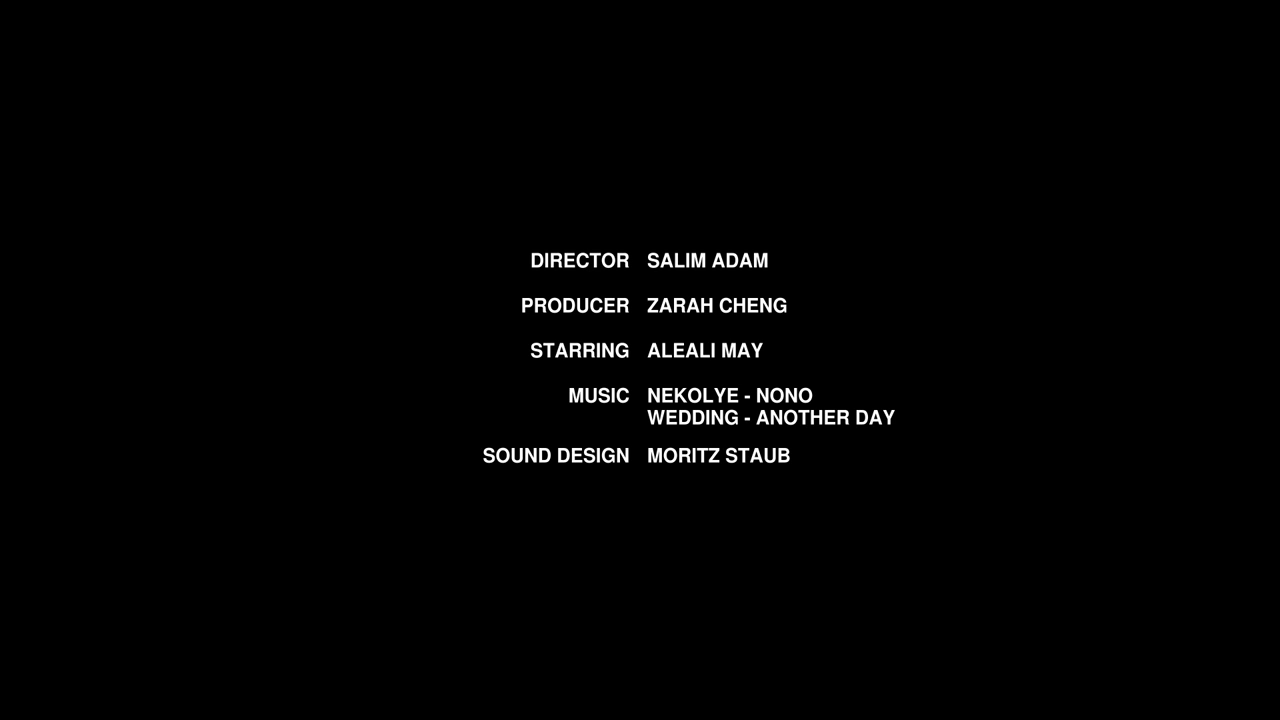 DIRECTOR SALIM ADAM
PRODUCER ZARAH CHENG
STARRING ALEALI MAY
MUSIC NEKOLYE - NONO
WEDDING - ANOTHER DAY
SOUND DESIGN MORITZ STAUB